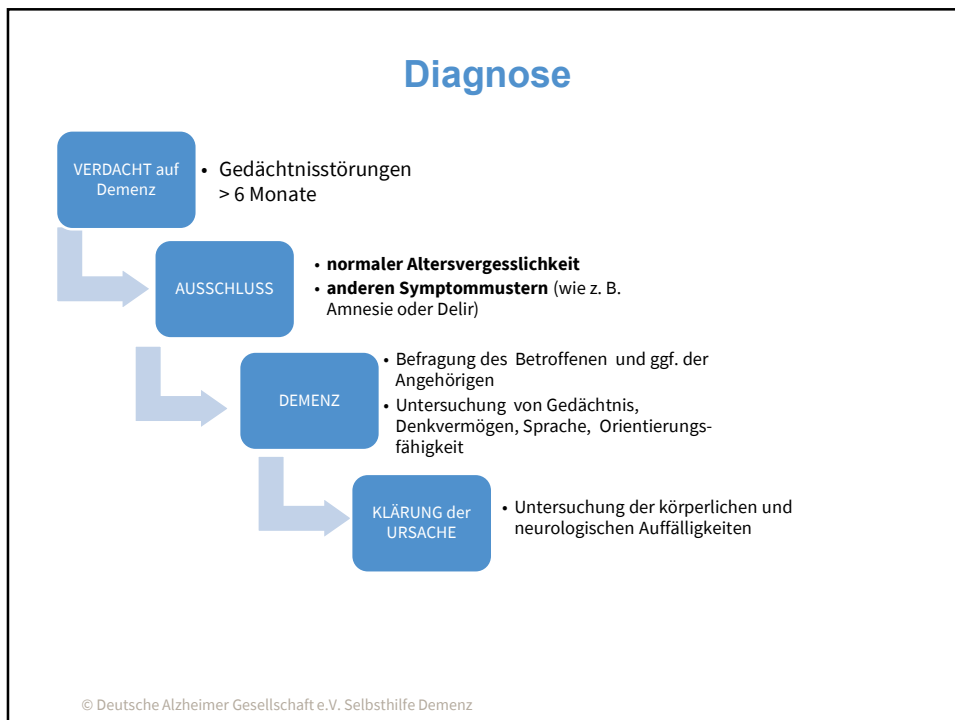 Diagnose
VERDACHT auf
Demenz
• Gedächtnisstörungen
> 6 Monate
AUSSCHLUSS
• normaler Altersvergesslichkeit
• anderen Symptommustern (wie z. B.
Amnesie oder Delir)
DEMENZ
• Befragung des Betroffenen und ggf. der
Angehörigen
• Untersuchung von Gedächtnis,
Denkvermögen, Sprache, Orientierungs-
fähigkeit
KLÄRUNG der
URSACHE
• Untersuchung der körperlichen und
neurologischen Auffälligkeiten
© Deutsche Alzheimer Gesellschaft e.V. Selbsthilfe Demenz